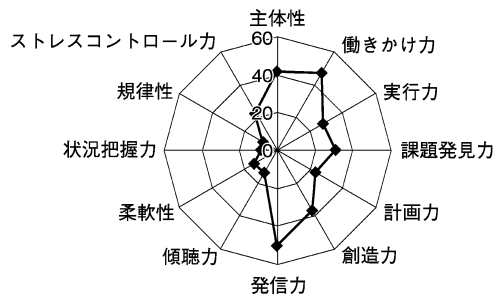 主体性
60
ストレスコントロール力
働きかけ力
40
規律性
実行力
20
状況把握力
0
課題発見力
柔軟性
計画力
傾聴力
創造力
発信力